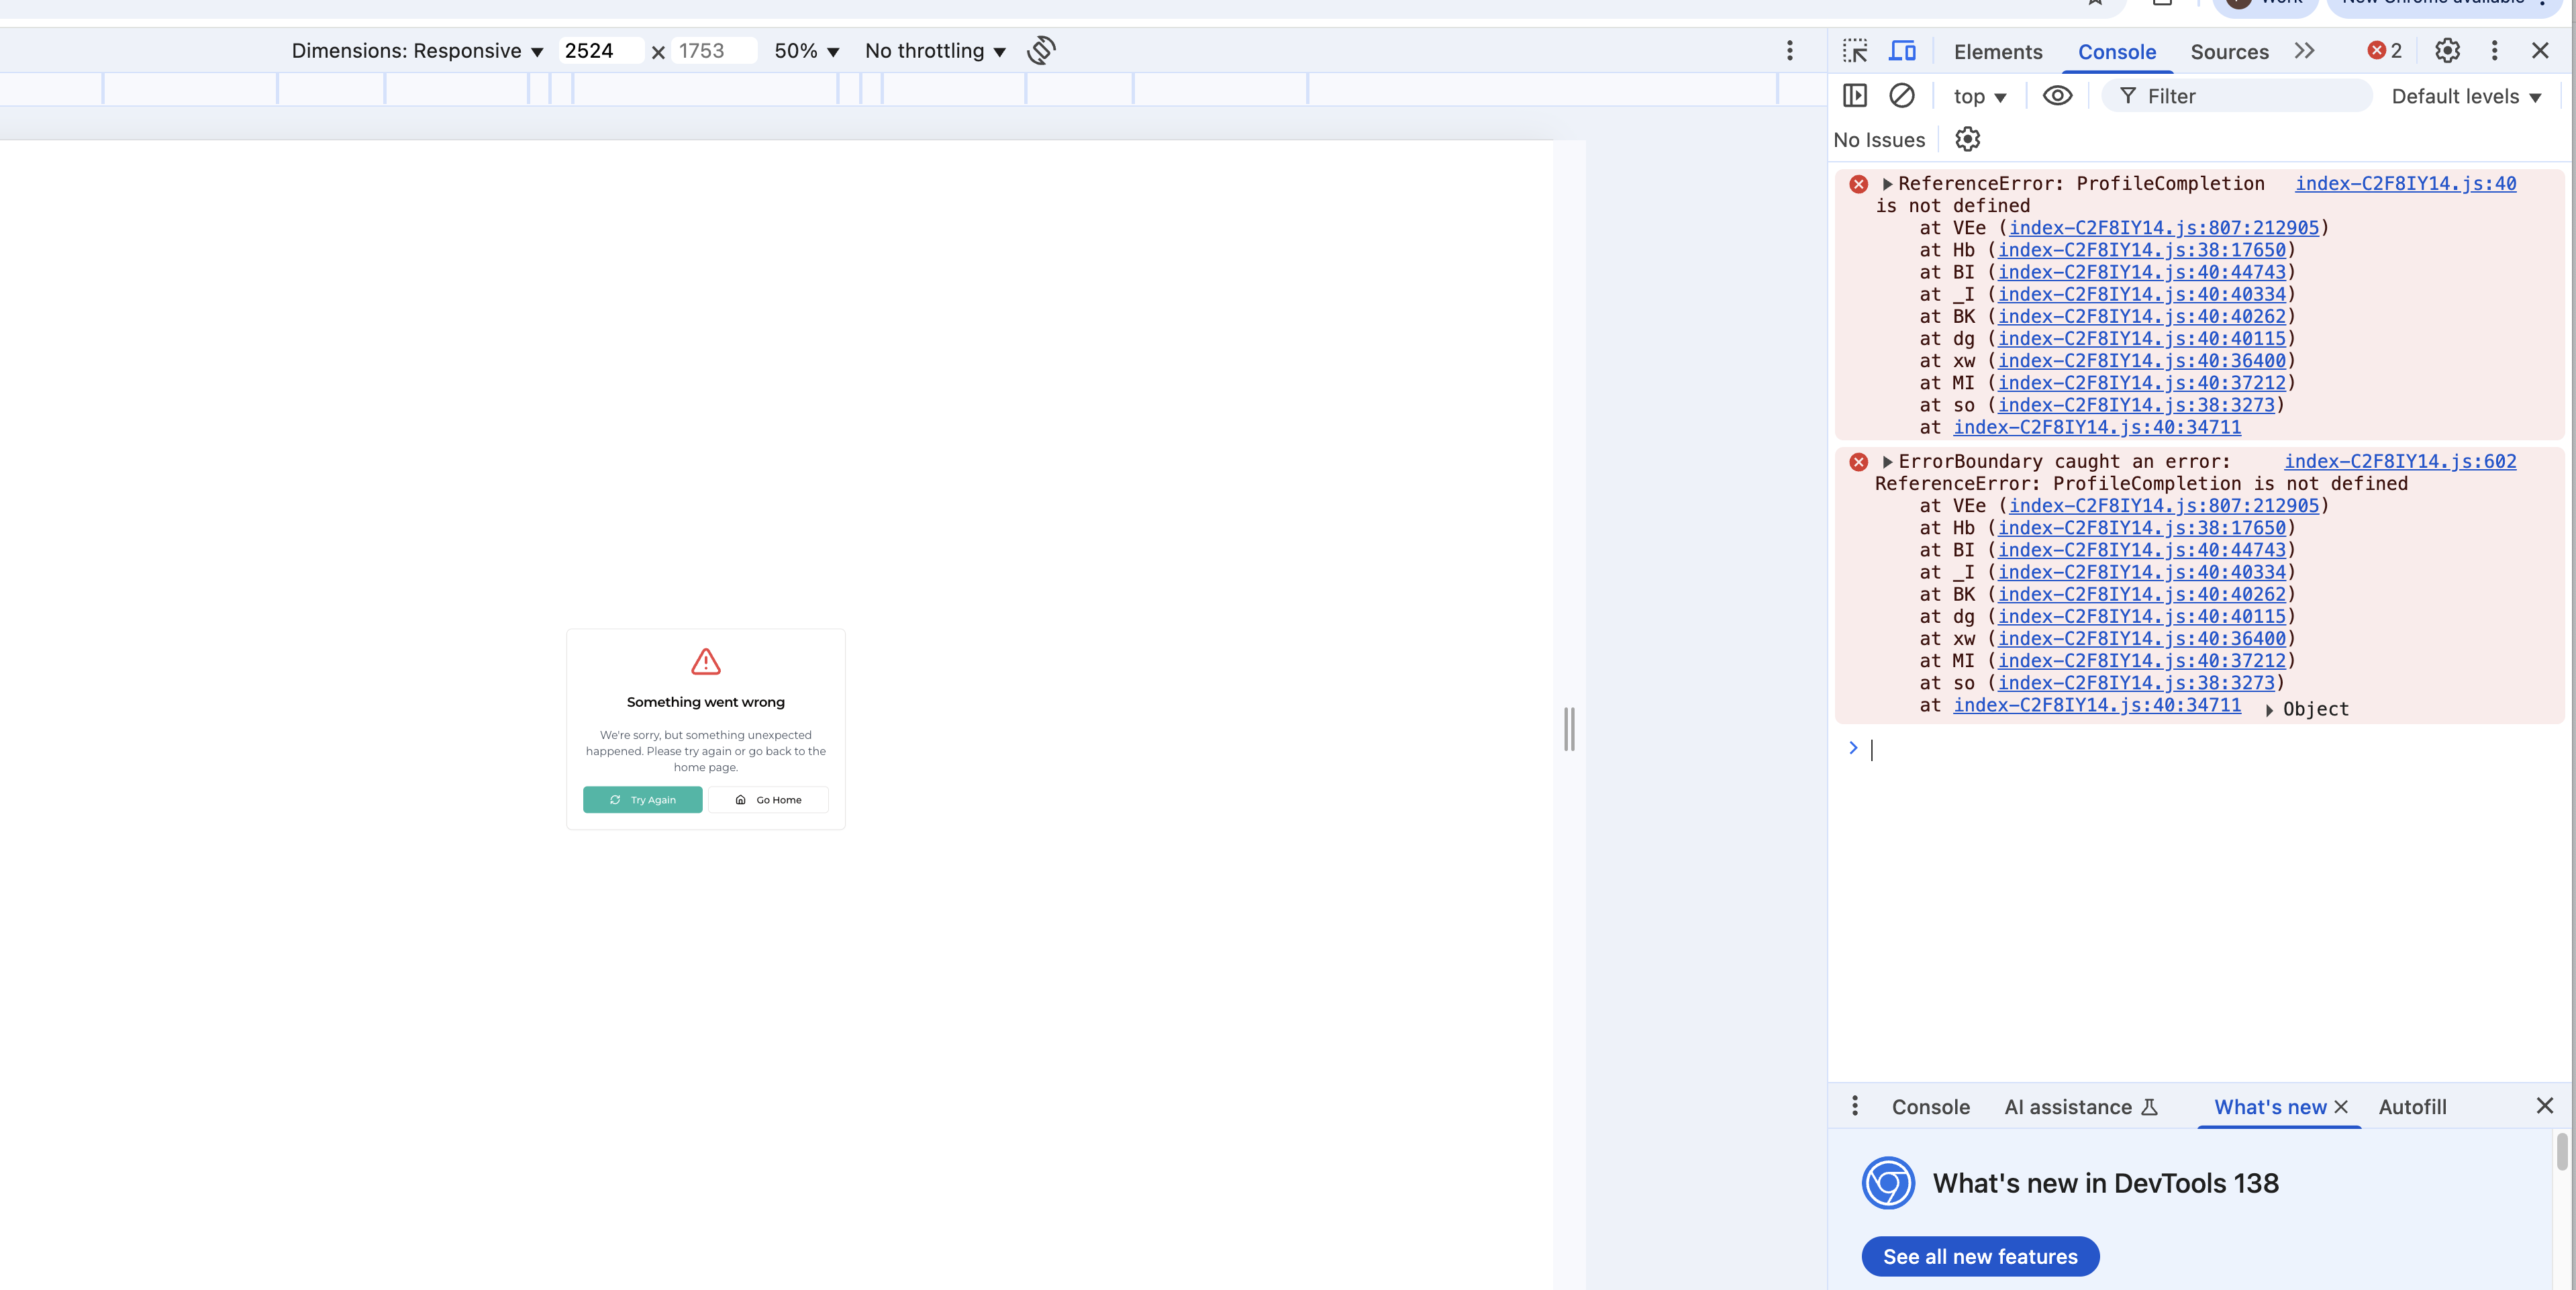 Work
New Chrome available
Dimensions: Responsive 2524 × 1753 50% No throttling
Elements Console Sources 2
top Filter Default levels
No Issues
ReferenceError: ProfileCompletion index-C2F8IY14.js:40
is not defined
at VEe (index-C2F8IY14.js:807:212905)
at Hb (index-C2F8IY14.js:38:17650)
at BI (index-C2F8IY14.js:40:44743)
at _I (index-C2F8IY14.js:40:40334)
at BK (index-C2F8IY14.js:40:40262)
at dg (index-C2F8IY14.js:40:40115)
at xw (index-C2F8IY14.js:40:36400)
at MI (index-C2F8IY14.js:40:37212)
at so (index-C2F8IY14.js:38:3273)
at index-C2F8IY14.js:40:34711
ErrorBoundary caught an error: index-C2F8IY14.js:602
ReferenceError: ProfileCompletion is not defined
at VEe (index-C2F8IY14.js:807:212905)
at Hb (index-C2F8IY14.js:38:17650)
at BI (index-C2F8IY14.js:40:44743)
at _I (index-C2F8IY14.js:40:40334)
at BK (index-C2F8IY14.js:40:40262)
at dg (index-C2F8IY14.js:40:40115)
at xw (index-C2F8IY14.js:40:36400)
at MI (index-C2F8IY14.js:40:37212)
at so (index-C2F8IY14.js:38:3273)
at index-C2F8IY14.js:40:34711 Object
Something went wrong
We're sorry, but something unexpected
happened. Please try again or go back to the
home page.
Try Again Go Home
Console AI assistance What's new Autofill
What's new in DevTools 138
See all new features